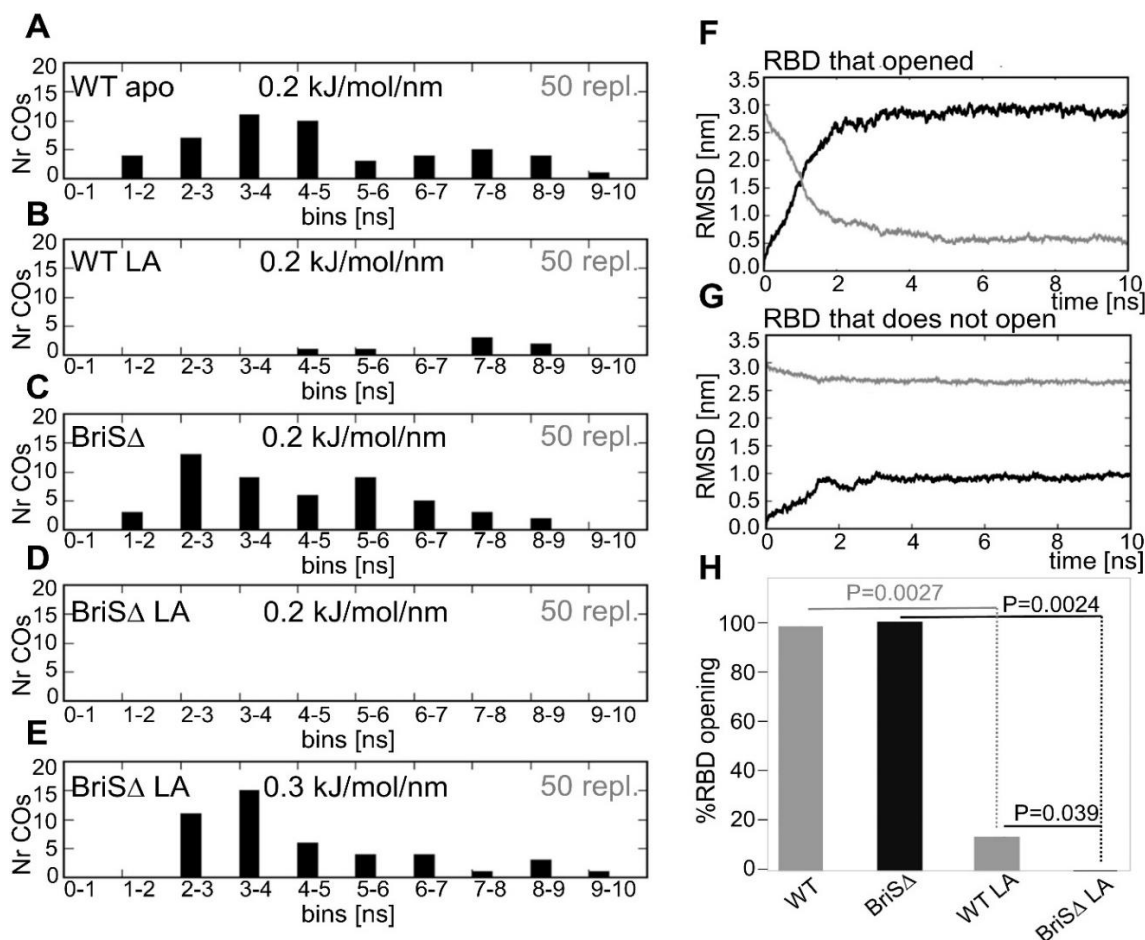 A
20
15
10
5
0
Nr COs
WT apo 0.2 kJ/mol/nm 50 repl.
0-1 1-2 2-3 3-4 4-5 5-6 6-7 7-8 8-9 9-10
bins [ns]
B
20
15
10
5
0
Nr COs
WT LA 0.2 kJ/mol/nm 50 repl.
0-1 1-2 2-3 3-4 4-5 5-6 6-7 7-8 8-9 9-10
bins [ns]
C
20
15
10
5
0
Nr COs
BriSΔ 0.2 kJ/mol/nm 50 repl.
0-1 1-2 2-3 3-4 4-5 5-6 6-7 7-8 8-9 9-10
bins [ns]
D
20
15
10
5
0
Nr COs
BriSΔ LA 0.2 kJ/mol/nm 50 repl.
0-1 1-2 2-3 3-4 4-5 5-6 6-7 7-8 8-9 9-10
bins [ns]
E
20
15
10
5
0
Nr COs
BriSΔ LA 0.3 kJ/mol/nm 50 repl.
0-1 1-2 2-3 3-4 4-5 5-6 6-7 7-8 8-9 9-10
bins [ns]
F
RBD that opened
3.5
3.0
2.5
2.0
1.5
1.0
0.5
0.0
RMSD [nm]
0 2 4 6 8 10
time [ns]
G
RBD that does not open
3.5
3.0
2.5
2.0
1.5
1.0
0.5
0.0
RMSD [nm]
0 2 4 6 8 10
time [ns]
H
P=0.0027
P=0.0024
P=0.039
100
80
60
40
20
0
%RBD opening
WT BriSΔ WT LA BriSΔ LA